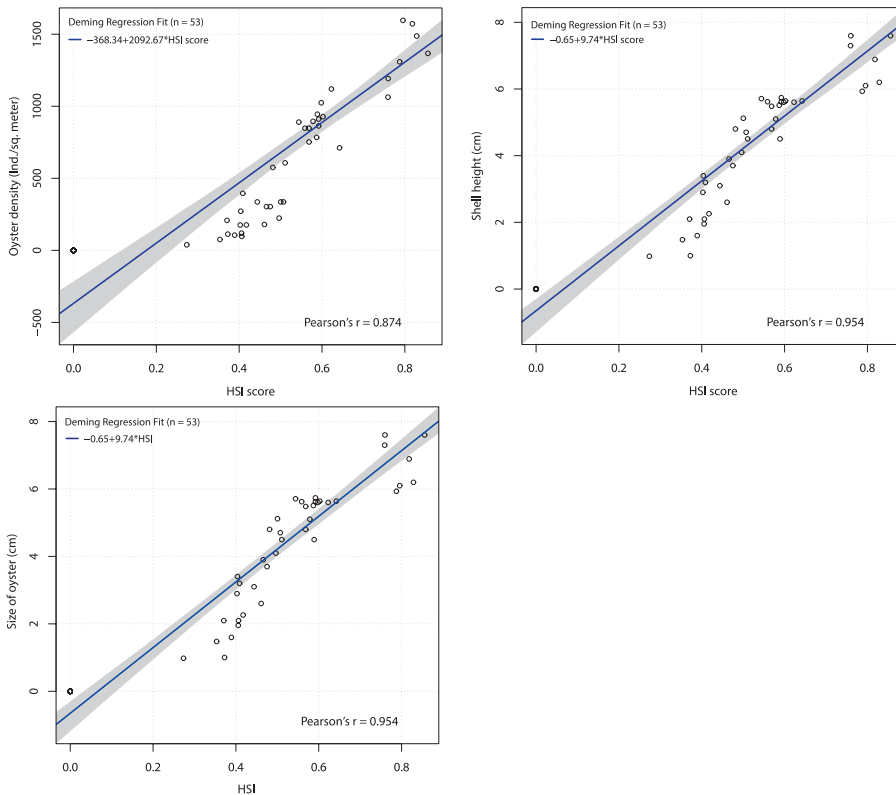 Deming Regression Fit (n = 53)
−368.34+2092.67*HSI score
1500
1000
500
0
−500
Oyster density (Ind./sq. meter)
Pearson's r = 0.874
0.0 0.2 0.4 0.6 0.8
HSI score
Deming Regression Fit (n = 53)
−0.65+9.74*HSI score
8
6
4
2
0
Shell height (cm)
Pearson's r = 0.954
0.0 0.2 0.4 0.6 0.8
HSI score
Deming Regression Fit (n = 53)
−0.65+9.74*HSI
8
6
4
2
0
Size of oyster (cm)
Pearson's r = 0.954
0.0 0.2 0.4 0.6 0.8
HSI